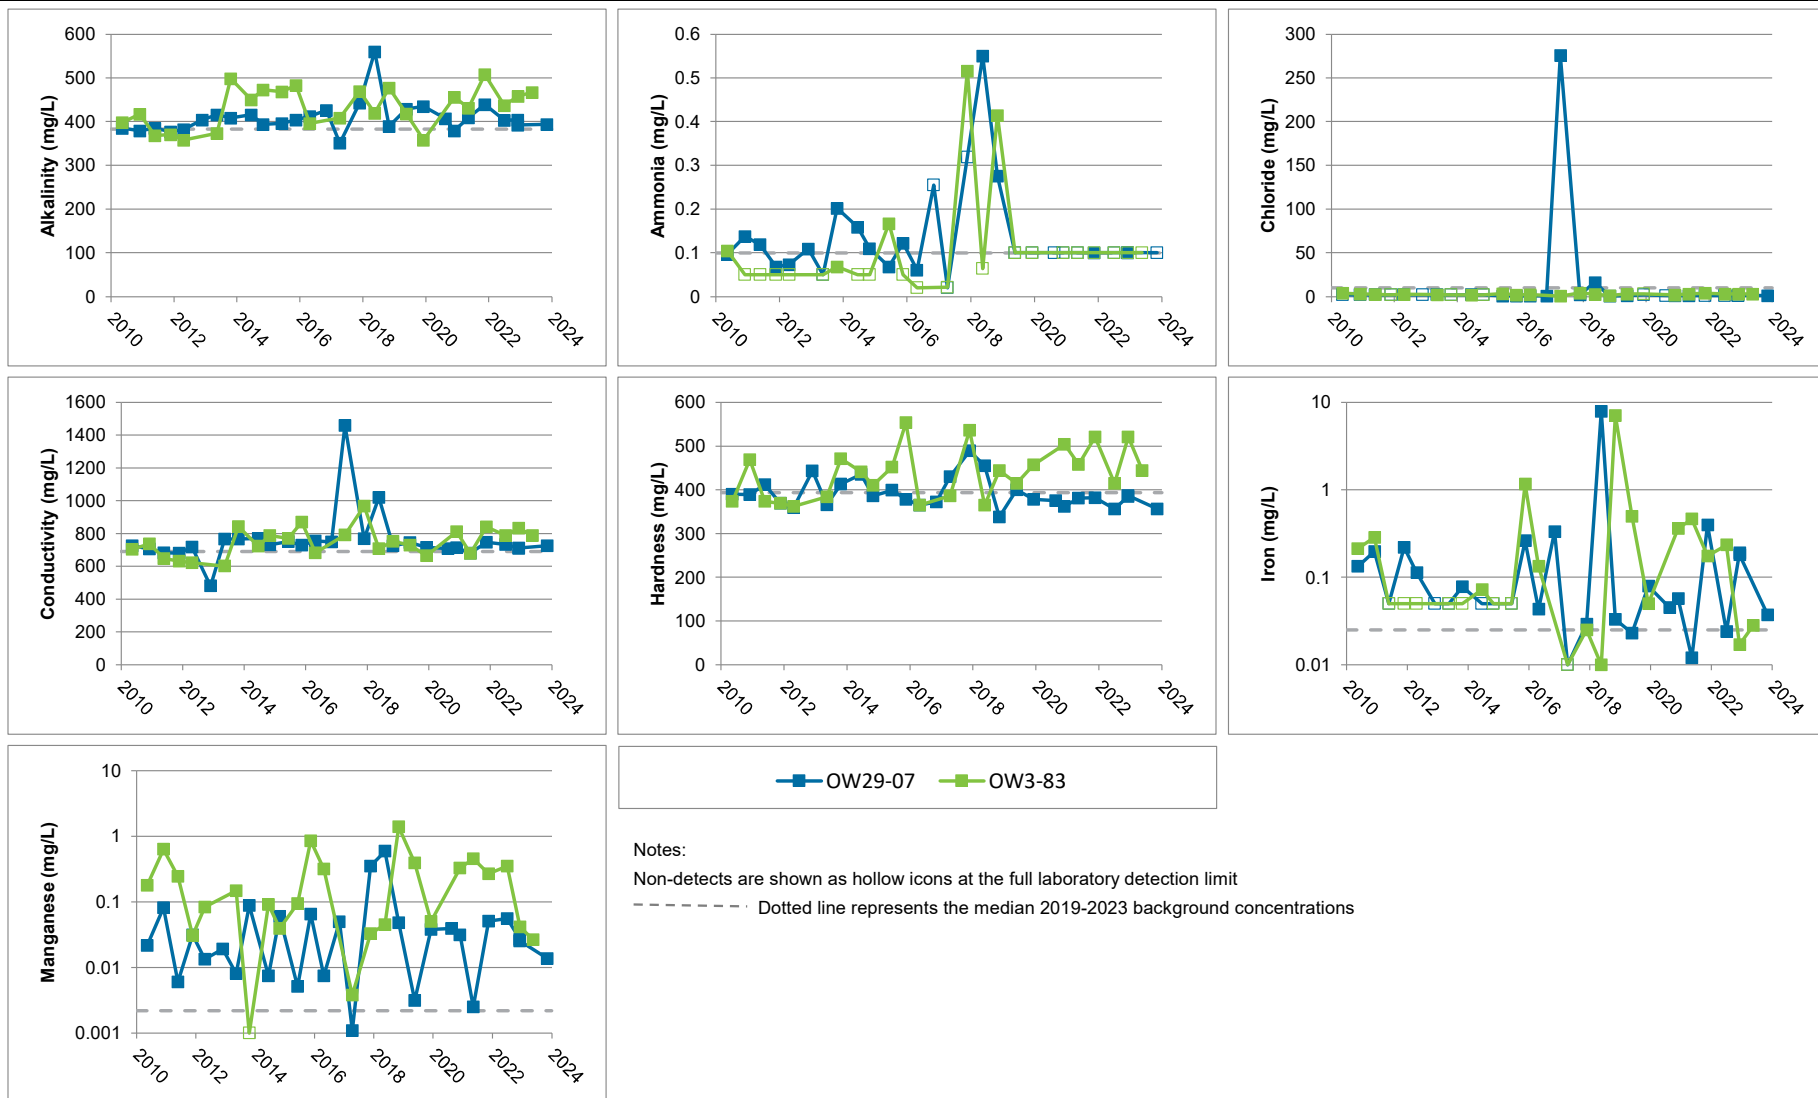 Alkalinity (mg/L)
600
500
400
300
200
100
0
2010 2012 2014 2016 2018 2020 2022 2024
Ammonia (mg/L)
0.6
0.5
0.4
0.3
0.2
0.1
0
2010 2012 2014 2016 2018 2020 2022 2024
Chloride (mg/L)
300
250
200
150
100
50
0
2010 2012 2014 2016 2018 2020 2022 2024
Conductivity (mg/L)
1600
1400
1200
1000
800
600
400
200
0
2010 2012 2014 2016 2018 2020 2022 2024
Hardness (mg/L)
600
500
400
300
200
100
0
2010 2012 2014 2016 2018 2020 2022 2024
Iron (mg/L)
10
1
0.1
0.01
2010 2012 2014 2016 2018 2020 2022 2024
Manganese (mg/L)
10
1
0.1
0.01
0.001
2010 2012 2014 2016 2018 2020 2022 2024
OW29-07 OW3-83
Notes:
Non-detects are shown as hollow icons at the full laboratory detection limit
Dotted line represents the median 2019-2023 background concentrations